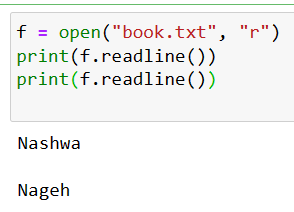 f = open("book.txt", "r")
print(f.readline())
print(f.readline())
Nashwa
Nageh